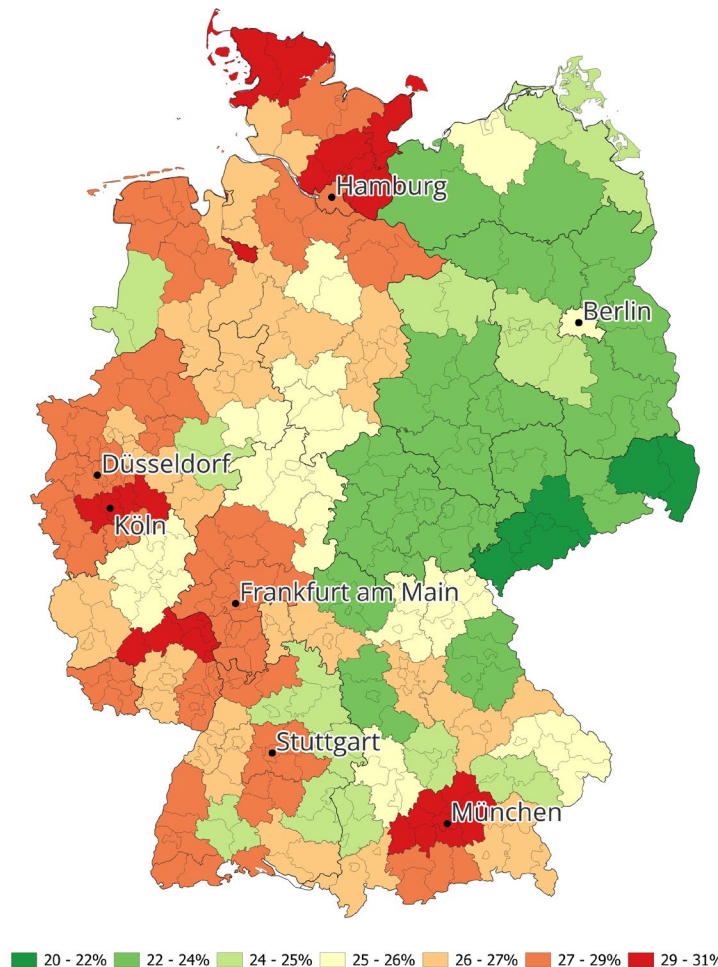 Hamburg
Berlin
Düsseldorf
Köln
Frankfurt am Main
Stuttgart
München
20 - 22% 22 - 24% 24 - 25% 25 - 26% 26 - 27% 27 - 29% 29 - 31%